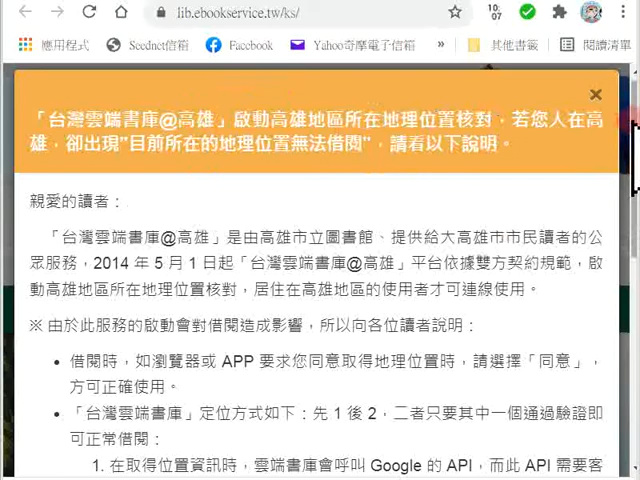 lib.ebookservice.tw/ks/
10:
07
應用程式
Seednet信箱
Facebook
Yahoo奇摩電子信箱
»
其他書籤
閱讀清單
×
「台灣雲端書庫@高雄」啟動高雄地區所在地理位置核對，若您人在高
雄，卻出現"目前所在的地理位置無法借閱"，請看以下說明。
親愛的讀者：
「台灣雲端書庫@高雄」是由高雄市立圖書館、提供給大高雄市市民讀者的公
眾服務，2014 年 5 月 1 日起「台灣雲端書庫@高雄」平台依據雙方契約規範，啟
動高雄地區所在地理位置核對，居住在高雄地區的使用者才可連線使用。
※ 由於此服務的啟動會對借閱造成影響，所以向各位讀者說明：
• 借閱時，如瀏覽器或 APP 要求您同意取得地理位置時，請選擇「同意」，
方可正確使用。
• 「台灣雲端書庫」定位方式如下：先 1 後 2，二者只要其中一個通過驗證即
可正常借閱：
1. 在取得位置資訊時，雲端書庫會呼叫 Google 的 API，而此 API 需要客